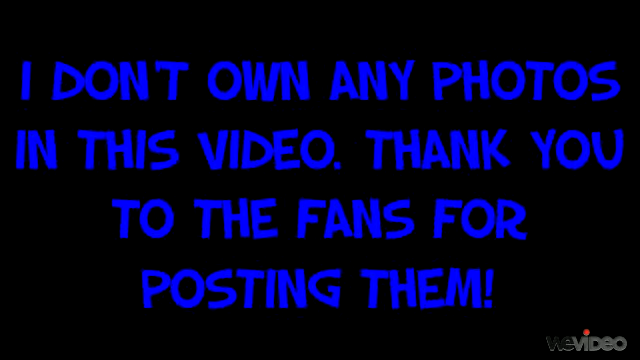 I DON'T OWN ANY PHOTOS
IN THIS VIDEO. THANK YOU
TO THE FANS FOR
POSTING THEM!
WEVIDEO